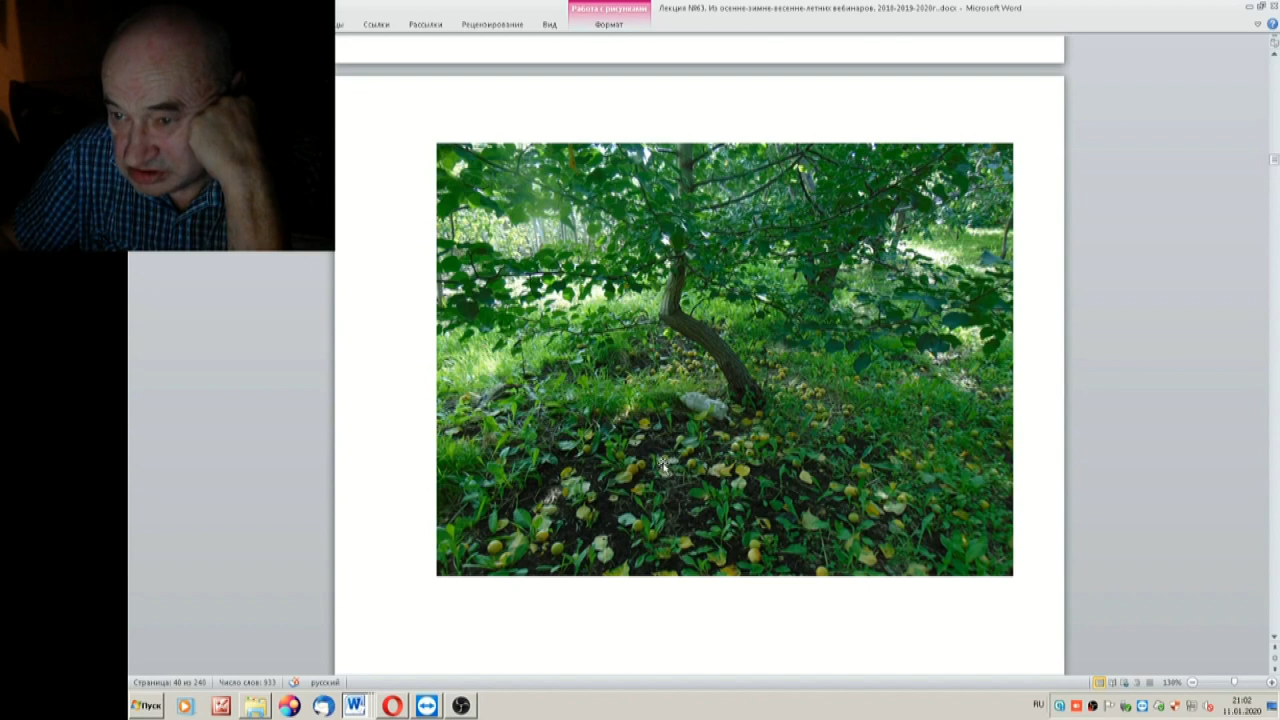 Работа с рисунками
Лекция №63. Из осенне-зимне-весенне-летних вебинаров. 2018-2019-2020г..docx - Microsoft Word
Ссылки Рассылки Рецензирование Вид Формат
Страница: 40 из 240 Число слов: 933 русский 130%
Пуск RU 21:02
11.01.2020